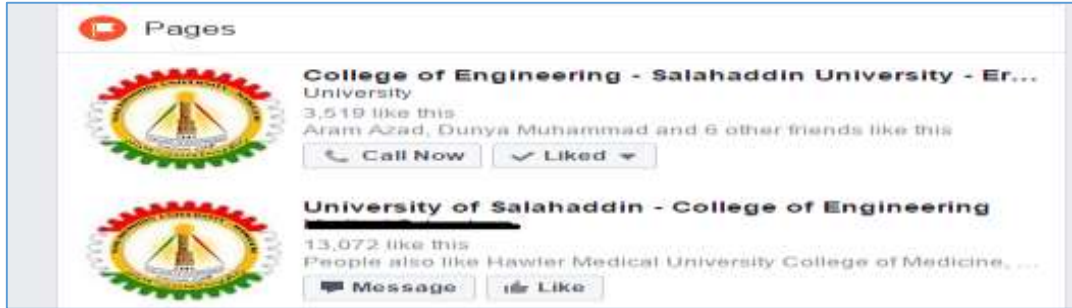 Pages
College of Engineering - Salahaddin University - Er...
University
3,519 like this
Aram Azad, Dunya Muhammad and 6 other friends like this
Call Now
Liked
University of Salahaddin - College of Engineering
13,072 like this
People also like Hawler Medical University College of Medicine, ...
Message
Like